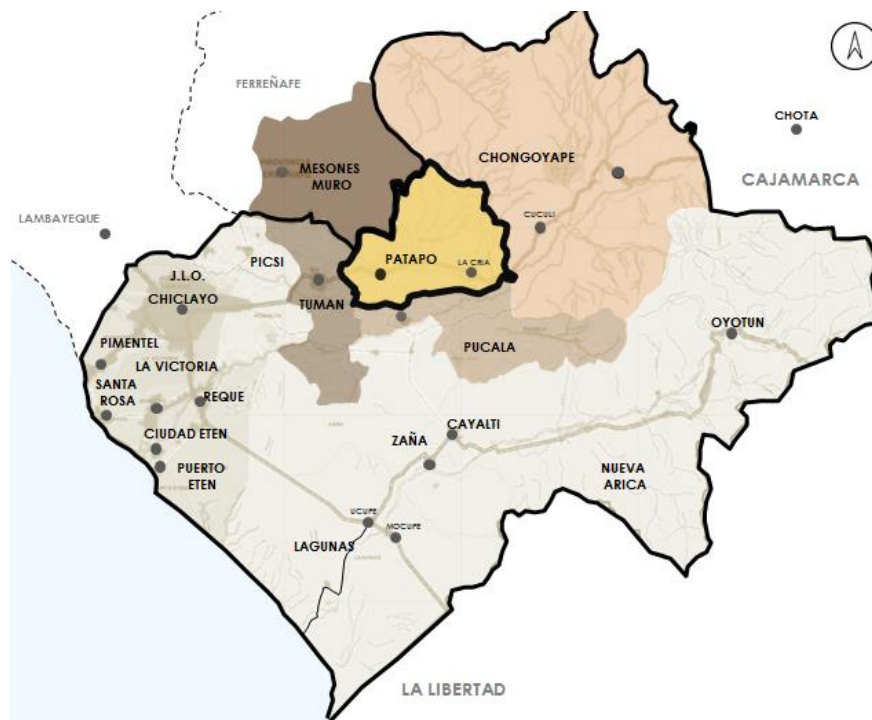 FERREÑAFE
CHOTA
MESONES
MURO
CHONGOYAPE
CAJAMARCA
LAMBAYEQUE
CUCULI
PICSI
PATAPO
LA CRIA
J.L.O.
CHICLAYO
TUMAN
OYOTUN
PIMENTEL
PUCALA
LA VICTORIA
SANTA
ROSA
REQUE
CAYALTI
CIUDAD ETEN
ZAÑA
PUERTO
ETEN
NUEVA
ARICA
UCUPE
MOCUPE
LAGUNAS
LA LIBERTAD